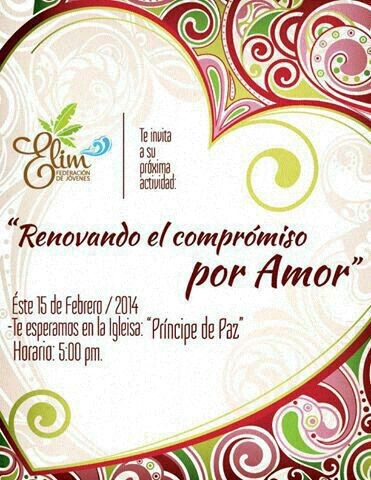 Elim
FEDERACIÓN
DE JÓVENES
Te invita
a su
próxima
actividad:
“Renovando el comprómiso
por Amor”
Éste 15 de Febrero / 2014
-Te esperamos en la Igleisa: “Príncipe de Paz”
Horario: 5:00 pm.